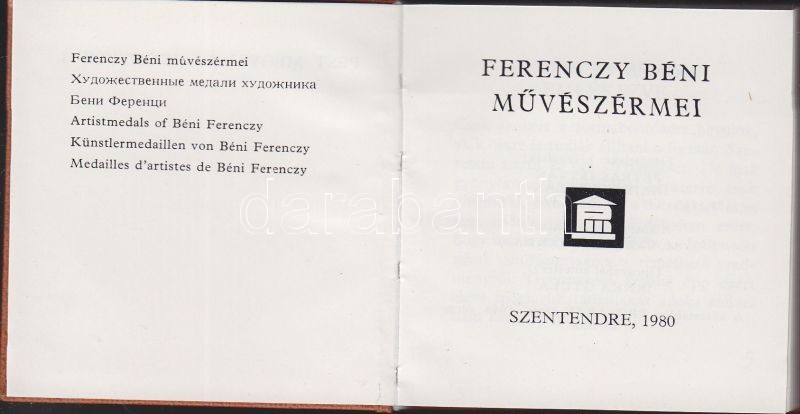 Ferenczy Béni művészérmei
Художественные медали художника
Бени Ференци
Artistmedals of Béni Ferenczy
Künstlermedaillen von Béni Ferenczy
Medailles d'artistes de Béni Ferenczy
FERENCZY BÉNI
MŰVÉSZÉRMEI
SZENTENDRE, 1980
darabanth